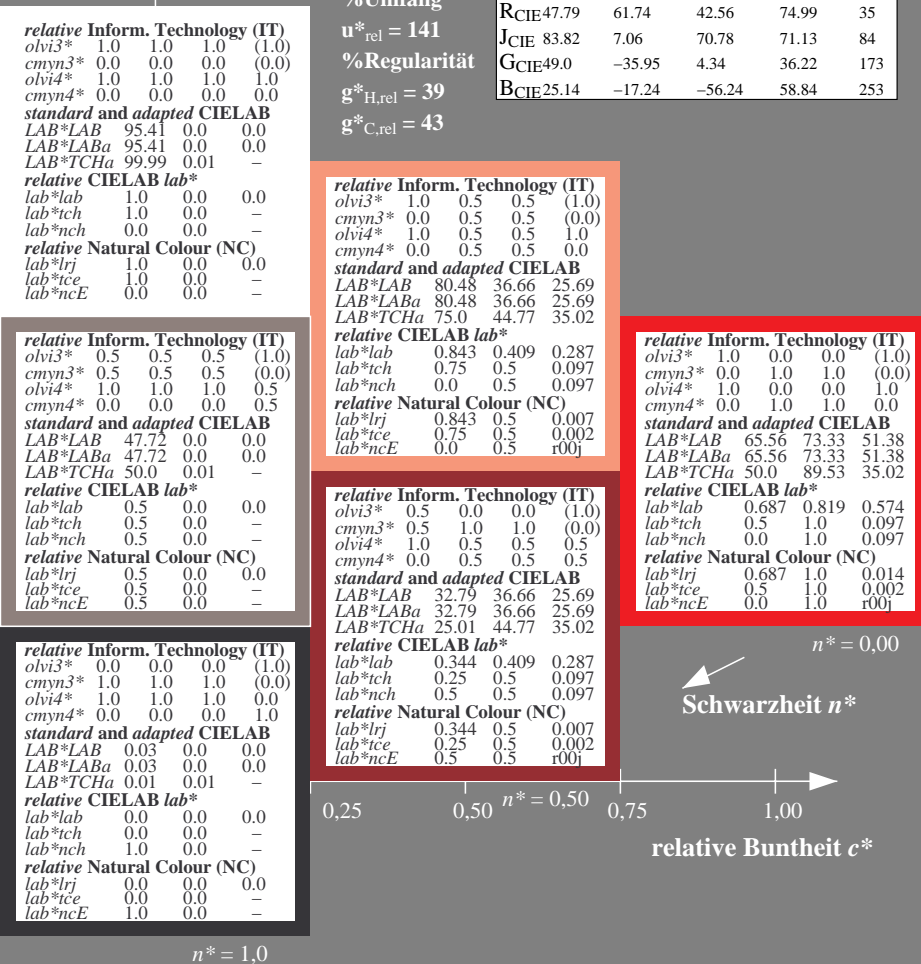 %Umfang
u*rel = 141
%Regularität
g*H,rel = 39
g*C,rel = 43
RCIE 47.79 61.74 42.56 74.99 35
JCIE 83.82 7.06 70.78 71.13 84
GCIE 49.0 −35.95 4.34 36.22 173
BCIE 25.14 −17.24 −56.24 58.84 253
relative Inform. Technology (IT)
olvi3* 1.0 1.0 1.0 (1.0)
cmyn3* 0.0 0.0 0.0 (0.0)
olvi4* 1.0 1.0 1.0 1.0
cmyn4* 0.0 0.0 0.0 0.0
standard and adapted CIELAB
LAB*LAB 95.41 0.0 0.0
LAB*LABa 95.41 0.0 0.0
LAB*TCHa 99.99 0.01 –
relative CIELAB lab*
lab*lab 1.0 0.0 0.0
lab*tch 1.0 0.0 –
lab*nch 0.0 0.0 –
relative Natural Colour (NC)
lab*lrj 1.0 0.0 0.0
lab*tce 1.0 0.0 –
lab*ncE 0.0 0.0 –
relative Inform. Technology (IT)
olvi3* 1.0 0.5 0.5 (1.0)
cmyn3* 0.0 0.5 0.5 (0.0)
olvi4* 1.0 0.5 0.5 1.0
cmyn4* 0.0 0.5 0.5 0.0
standard and adapted CIELAB
LAB*LAB 80.48 36.66 25.69
LAB*LABa 80.48 36.66 25.69
LAB*TCHa 75.0 44.77 35.02
relative CIELAB lab*
lab*lab 0.843 0.409 0.287
lab*tch 0.75 0.5 0.097
lab*nch 0.0 0.5 0.097
relative Natural Colour (NC)
lab*lrj 0.843 0.5 0.007
lab*tce 0.75 0.5 0.002
lab*ncE 0.0 0.5 r00j
relative Inform. Technology (IT)
olvi3* 0.5 0.5 0.5 (1.0)
cmyn3* 0.5 0.5 0.5 (0.0)
olvi4* 1.0 1.0 1.0 0.5
cmyn4* 0.0 0.0 0.0 0.5
standard and adapted CIELAB
LAB*LAB 47.72 0.0 0.0
LAB*LABa 47.72 0.0 0.0
LAB*TCHa 50.0 0.01 –
relative CIELAB lab*
lab*lab 0.5 0.0 0.0
lab*tch 0.5 0.0 –
lab*nch 0.5 0.0 –
relative Natural Colour (NC)
lab*lrj 0.5 0.0 0.0
lab*tce 0.5 0.0 –
lab*ncE 0.5 0.0 –
relative Inform. Technology (IT)
olvi3* 1.0 0.0 0.0 (1.0)
cmyn3* 0.0 1.0 1.0 (0.0)
olvi4* 1.0 0.0 0.0 1.0
cmyn4* 0.0 1.0 1.0 0.0
standard and adapted CIELAB
LAB*LAB 65.56 73.33 51.38
LAB*LABa 65.56 73.33 51.38
LAB*TCHa 50.0 89.53 35.02
relative CIELAB lab*
lab*lab 0.687 0.819 0.574
lab*tch 0.5 1.0 0.097
lab*nch 0.0 1.0 0.097
relative Natural Colour (NC)
lab*lrj 0.687 1.0 0.014
lab*tce 0.5 1.0 0.002
lab*ncE 0.0 1.0 r00j
relative Inform. Technology (IT)
olvi3* 0.5 0.0 0.0 (1.0)
cmyn3* 0.5 1.0 1.0 (0.0)
olvi4* 1.0 0.5 0.5 0.5
cmyn4* 0.0 0.5 0.5 0.5
standard and adapted CIELAB
LAB*LAB 32.79 36.66 25.69
LAB*LABa 32.79 36.66 25.69
LAB*TCHa 25.01 44.77 35.02
relative CIELAB lab*
lab*lab 0.344 0.409 0.287
lab*tch 0.25 0.5 0.097
lab*nch 0.5 0.5 0.097
relative Natural Colour (NC)
lab*lrj 0.344 0.5 0.007
lab*tce 0.25 0.5 0.002
lab*ncE 0.5 0.5 r00j
relative Inform. Technology (IT)
olvi3* 0.0 0.0 0.0 (1.0)
cmyn3* 1.0 1.0 1.0 (0.0)
olvi4* 1.0 1.0 1.0 0.0
cmyn4* 0.0 0.0 0.0 1.0
standard and adapted CIELAB
LAB*LAB 0.03 0.0 0.0
LAB*LABa 0.03 0.0 0.0
LAB*TCHa 0.01 0.01 –
relative CIELAB lab*
lab*lab 0.0 0.0 0.0
lab*tch 0.0 0.0 –
lab*nch 1.0 0.0 –
relative Natural Colour (NC)
lab*lrj 0.0 0.0 0.0
lab*tce 0.0 0.0 –
lab*ncE 1.0 0.0 –
n* = 0,00
Schwarzheit n*
0,25 0,50 n* = 0,50 0,75 1,00
relative Buntheit c*
n* = 1,0